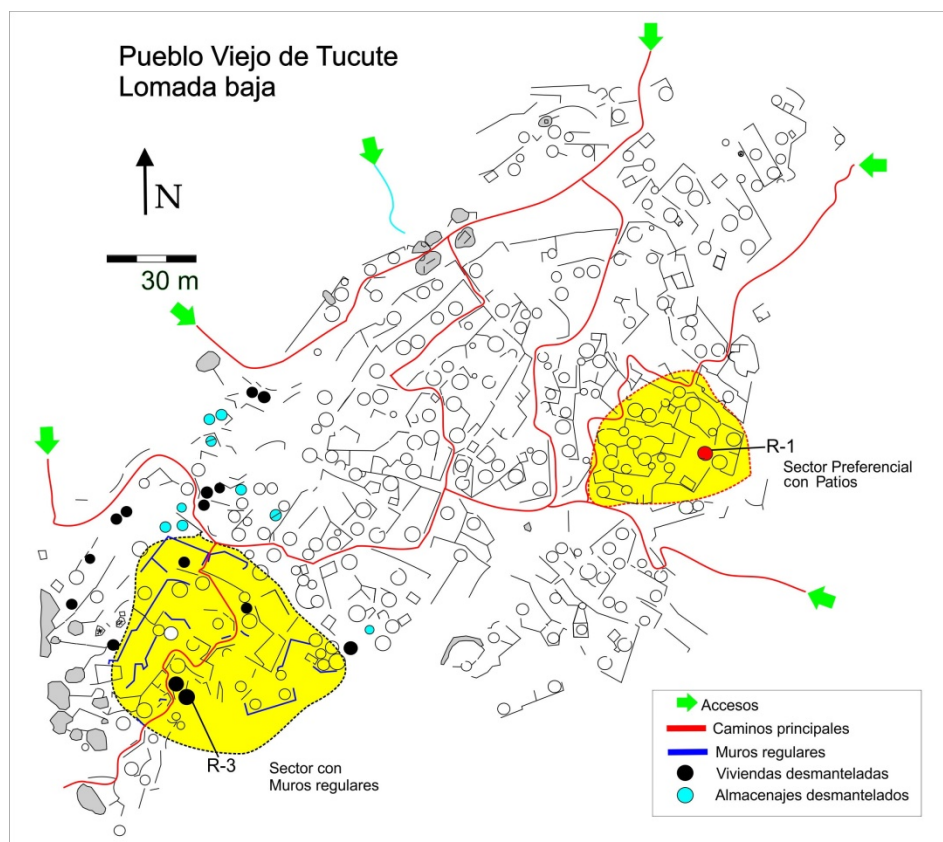 Pueblo Viejo de Tucute
Lomada baja
N
30 m
R-1
Sector Preferencial
con Patios
R-3
Sector con
Muros regulares
Accesos
Caminos principales
Muros regulares
Viviendas desmanteladas
Almacenajes desmantelados